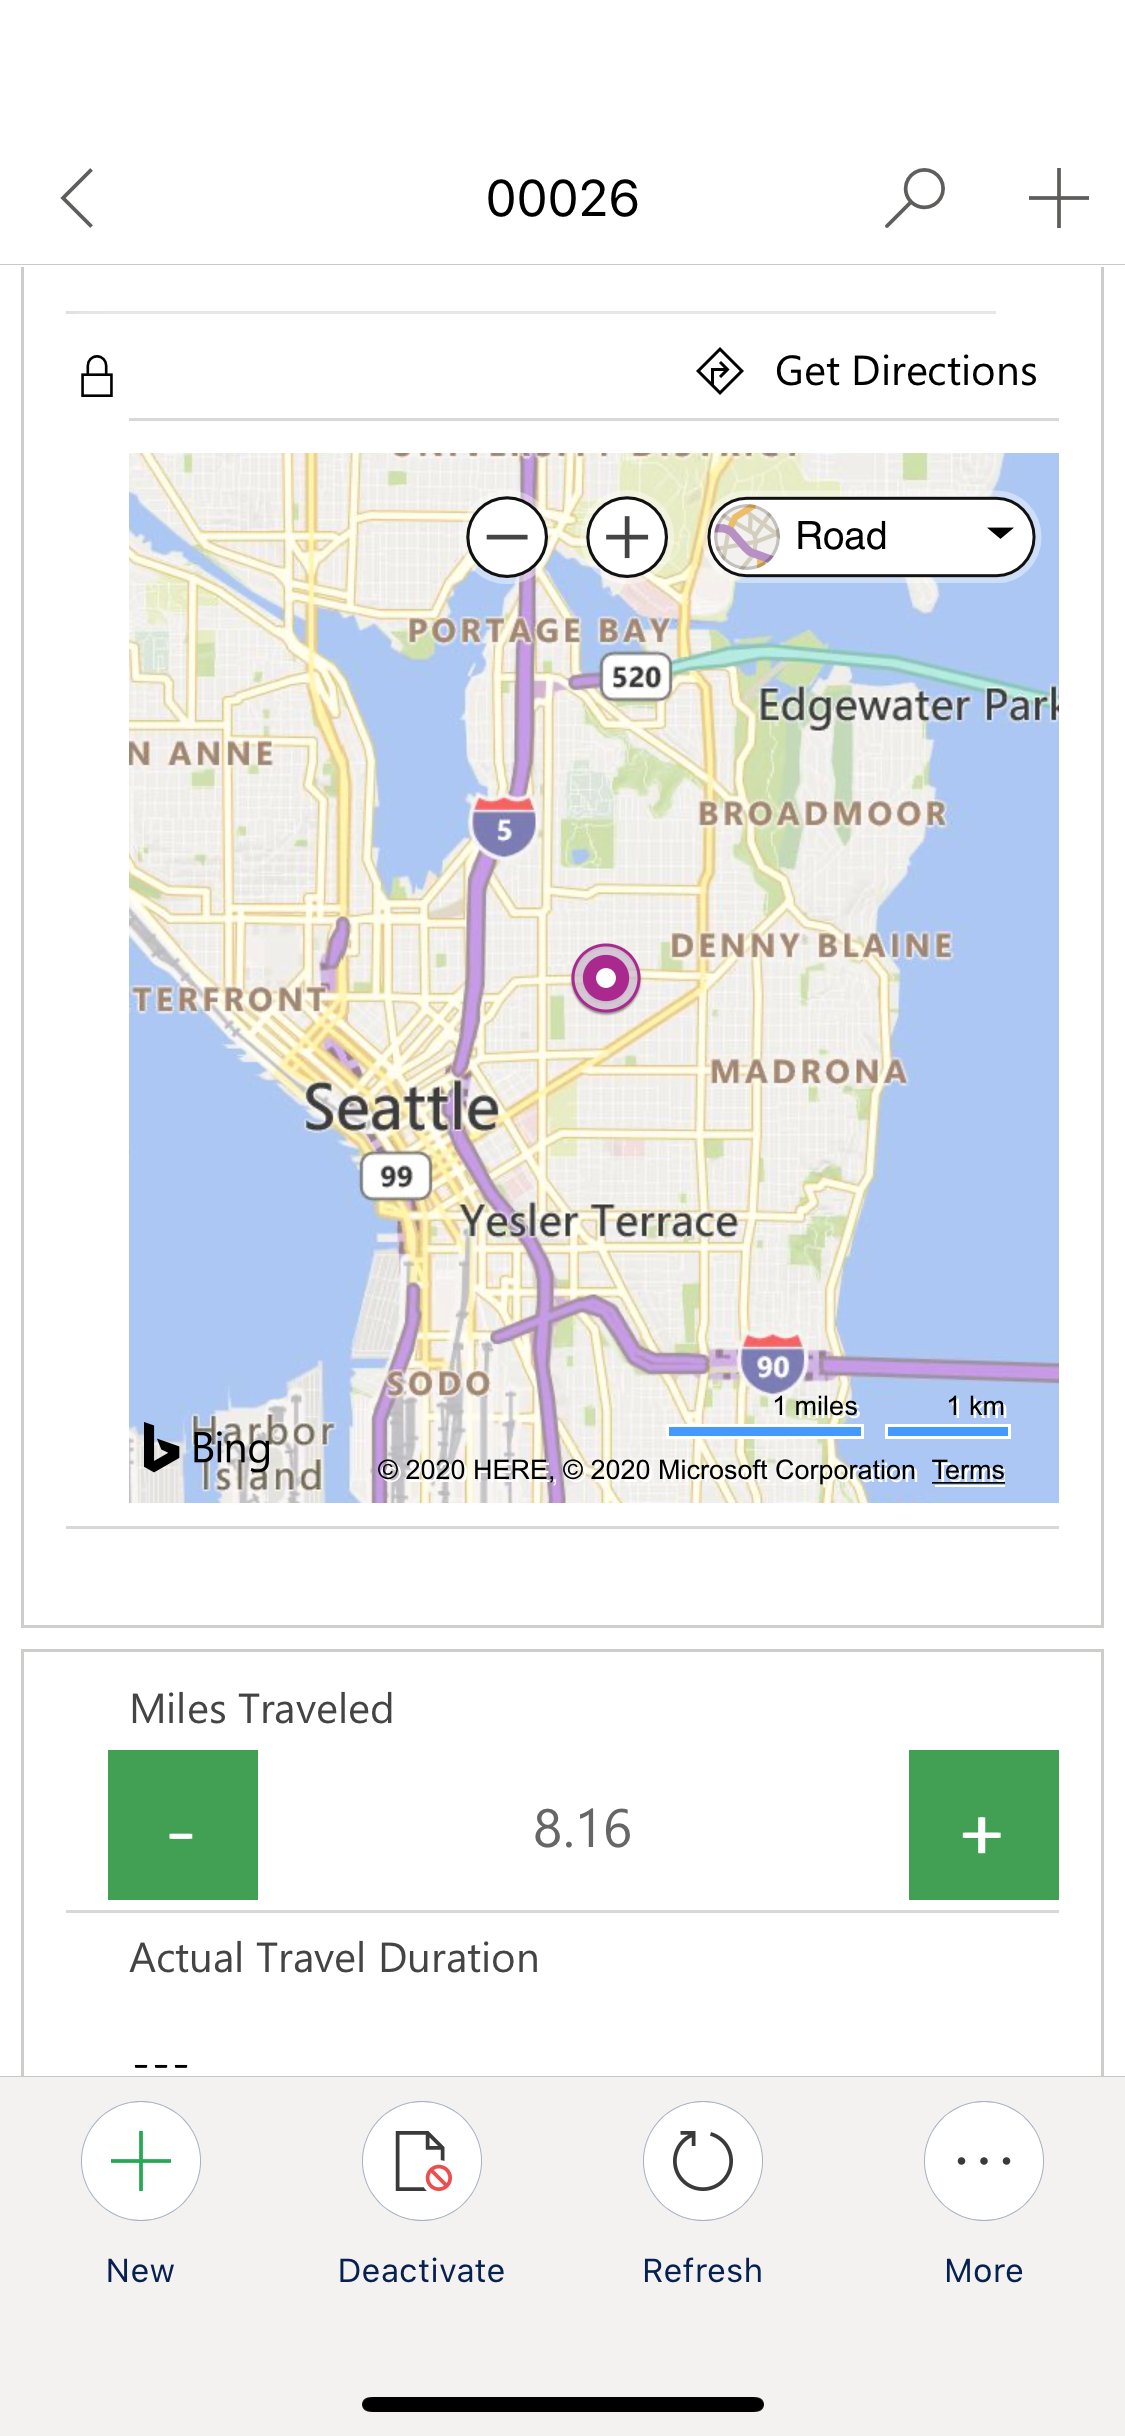 00026
Get Directions
Road
PORTAGE BAY
520
Edgewater Park
N ANNE
BROADMOOR
5
DENNY BLAINE
TERFRONT
MADRONA
Seattle
99
Yesler Terrace
90
SODO
1 miles
1 km
Harbor
Island
Bing
© 2020 HERE, © 2020 Microsoft Corporation Terms
Miles Traveled
- 8.16 +
Actual Travel Duration
---
New Deactivate Refresh More